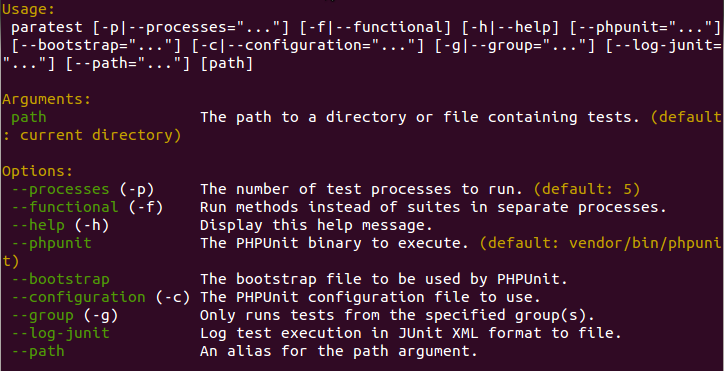 Usage:
 paratest [-p|--processes="..."] [-f|--functional] [-h|--help] [--phpunit="..."]
 [--bootstrap="..."] [-c|--configuration="..."] [-g|--group="..."] [--log-junit=
"..."] [--path="..."] [path]

Arguments:
 path                 The path to a directory or file containing tests. (default
: current directory)

Options:
 --processes (-p)     The number of test processes to run. (default: 5)
 --functional (-f)    Run methods instead of suites in separate processes.
 --help (-h)          Display this help message.
 --phpunit            The PHPUnit binary to execute. (default: vendor/bin/phpuni
t)
 --bootstrap          The bootstrap file to be used by PHPUnit.
 --configuration (-c) The PHPUnit configuration file to use.
 --group (-g)         Only runs tests from the specified group(s).
 --log-junit          Log test execution in JUnit XML format to file.
 --path               An alias for the path argument.